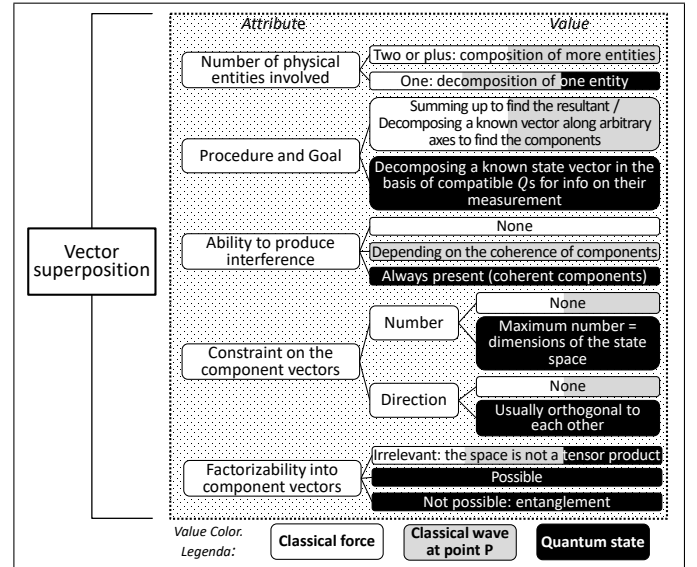 Attribute
Value
Number of physical
entities involved
Two or plus: composition of more entities
One: decomposition of one entity
Procedure and Goal
Summing up to find the resultant /
Decomposing a known vector along arbitrary
axes to find the components
Decomposing a known state vector in the
basis of compatible Qs for info on their
measurement
Vector
superposition
Ability to produce
interference
None
Depending on the coherence of components
Always present (coherent components)
Constraint on the
component vectors
Number
None
Maximum number =
dimensions of the state
space
Direction
None
Usually orthogonal to
each other
Factorizability into
component vectors
Irrelevant: the space is not a tensor product
Possible
Not possible: entanglement
Value Color.
Legenda:
Classical force
Classical wave
at point P
Quantum state